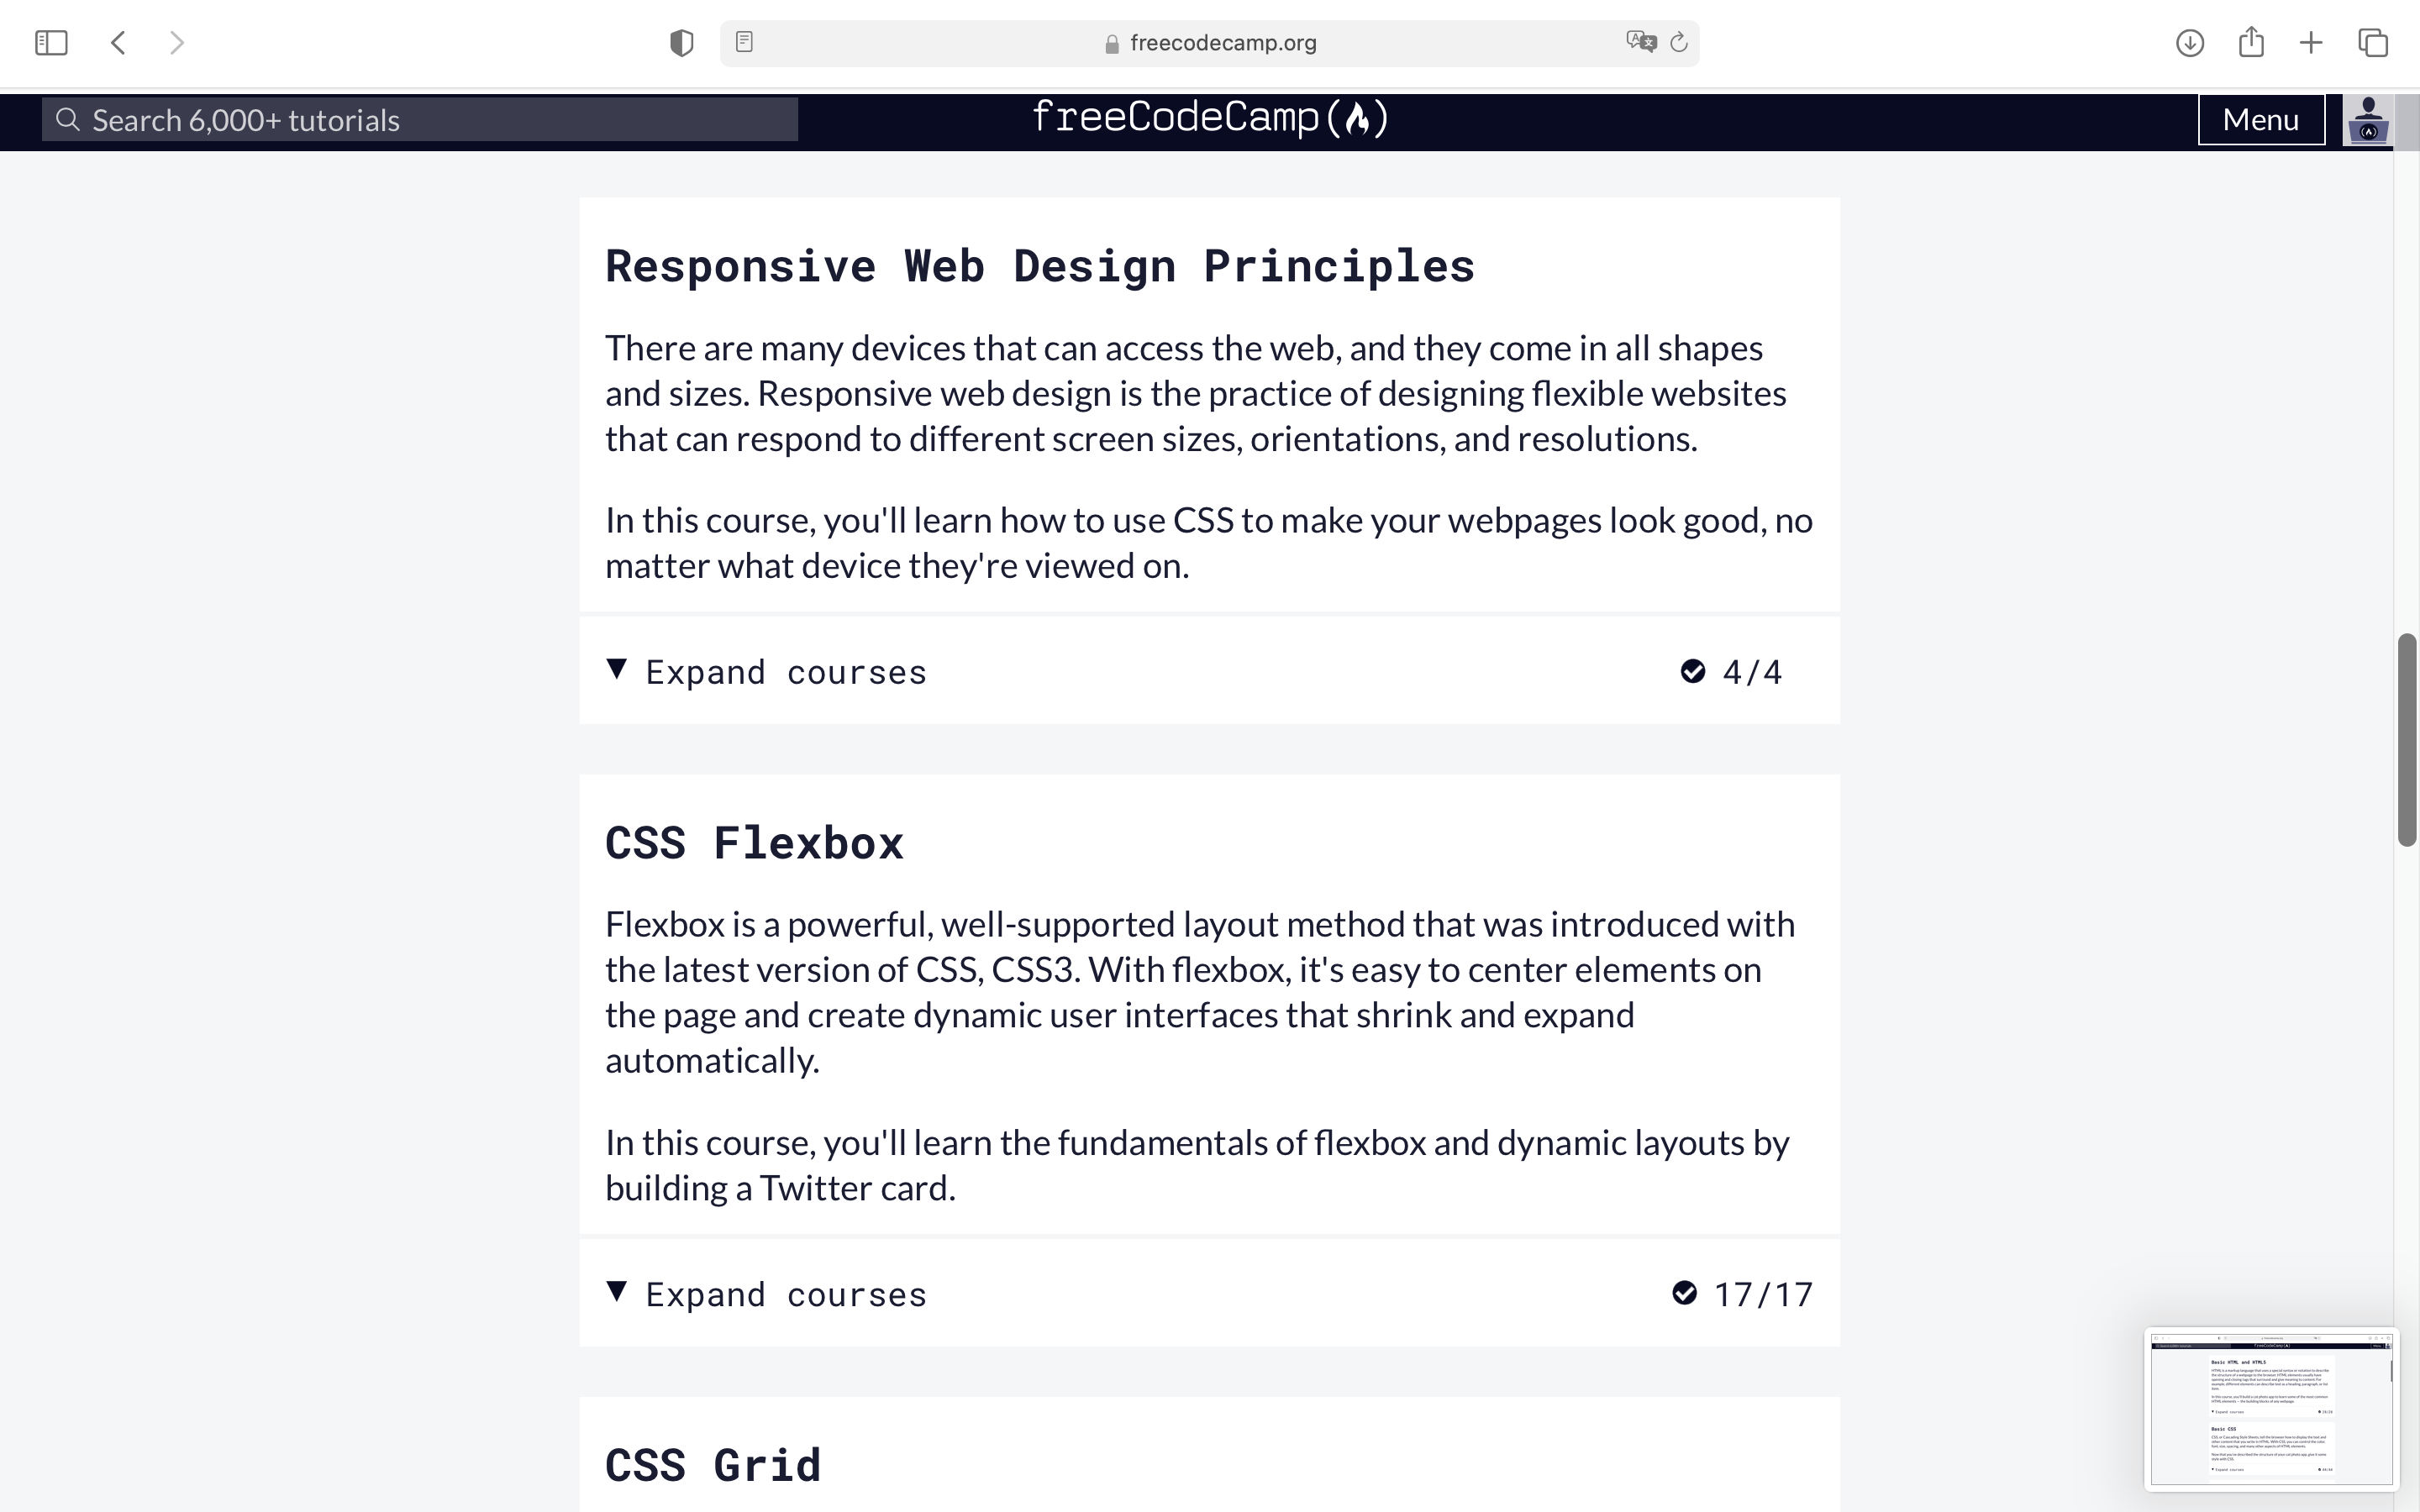 freecodecamp.org
Search 6,000+ tutorials
freeCodeCamp
Menu
Responsive Web Design Principles
There are many devices that can access the web, and they come in all shapes
and sizes. Responsive web design is the practice of designing flexible websites
that can respond to different screen sizes, orientations, and resolutions.
In this course, you'll learn how to use CSS to make your webpages look good, no
matter what device they're viewed on.
Expand courses
4/4
CSS Flexbox
Flexbox is a powerful, well-supported layout method that was introduced with
the latest version of CSS, CSS3. With flexbox, it's easy to center elements on
the page and create dynamic user interfaces that shrink and expand
automatically.
In this course, you'll learn the fundamentals of flexbox and dynamic layouts by
building a Twitter card.
Expand courses
17/17
CSS Grid
Basic HTML and HTML5
Basic CSS